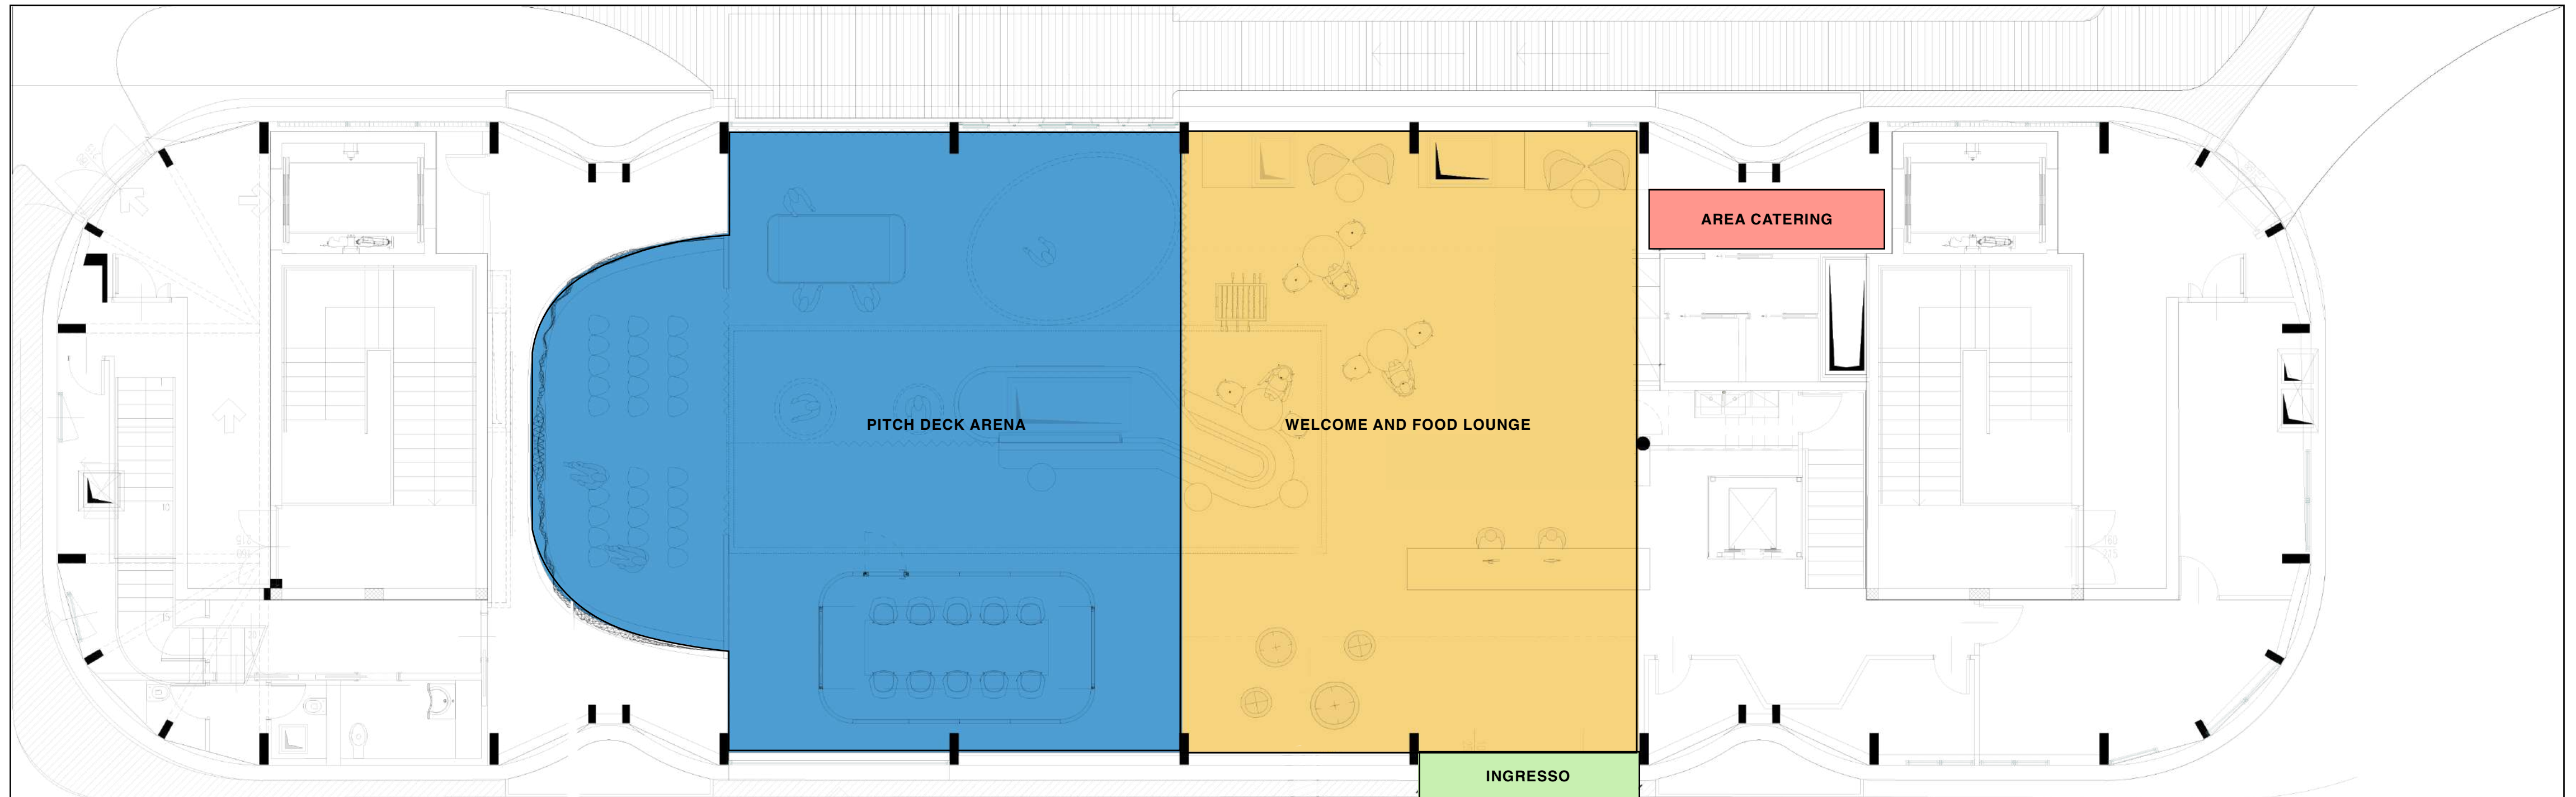 AREA CATERING
PITCH DECK ARENA
WELCOME AND FOOD LOUNGE
INGRESSO